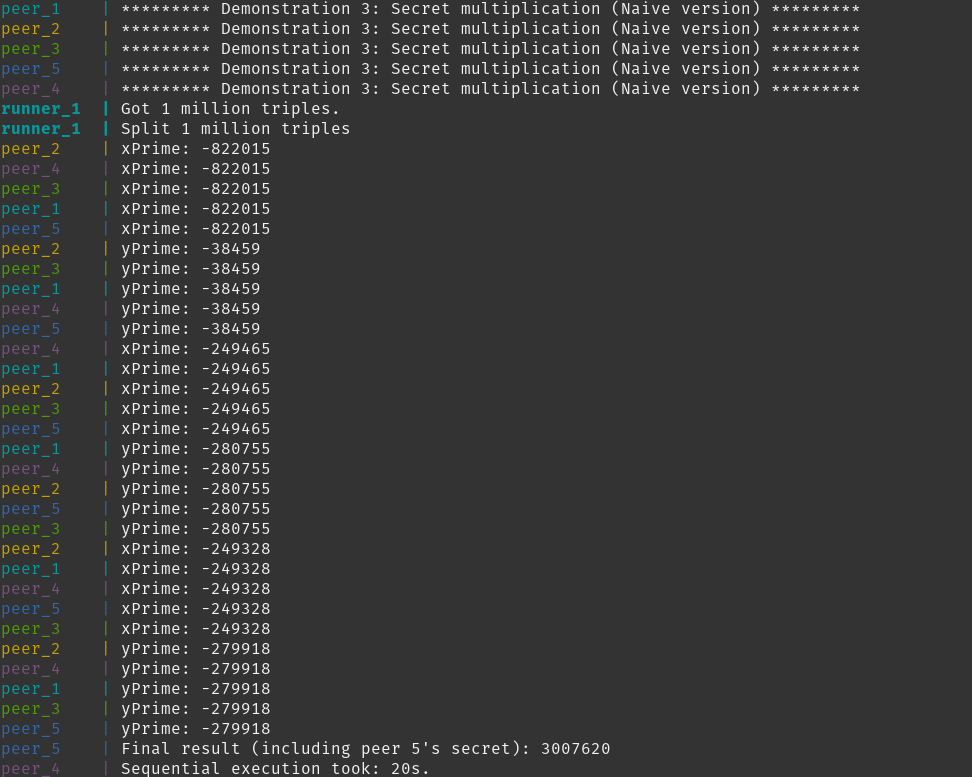 peer_1    | ********* Demonstration 3: Secret multiplication (Naive version) *********
peer_2    | ********* Demonstration 3: Secret multiplication (Naive version) *********
peer_3    | ********* Demonstration 3: Secret multiplication (Naive version) *********
peer_5    | ********* Demonstration 3: Secret multiplication (Naive version) *********
peer_4    | ********* Demonstration 3: Secret multiplication (Naive version) *********
runner_1  | Got 1 million triples.
runner_1  | Split 1 million triples
peer_2    | xPrime: -822015
peer_4    | xPrime: -822015
peer_3    | xPrime: -822015
peer_1    | xPrime: -822015
peer_5    | xPrime: -822015
peer_2    | yPrime: -38459
peer_3    | yPrime: -38459
peer_1    | yPrime: -38459
peer_4    | yPrime: -38459
peer_5    | yPrime: -38459
peer_4    | xPrime: -249465
peer_1    | xPrime: -249465
peer_2    | xPrime: -249465
peer_3    | xPrime: -249465
peer_5    | xPrime: -249465
peer_1    | yPrime: -280755
peer_4    | yPrime: -280755
peer_2    | yPrime: -280755
peer_5    | yPrime: -280755
peer_3    | yPrime: -280755
peer_2    | xPrime: -249328
peer_1    | xPrime: -249328
peer_4    | xPrime: -249328
peer_5    | xPrime: -249328
peer_3    | xPrime: -249328
peer_2    | yPrime: -279918
peer_4    | yPrime: -279918
peer_1    | yPrime: -279918
peer_3    | yPrime: -279918
peer_5    | yPrime: -279918
peer_5    | Final result (including peer 5's secret): 3007620
peer_4    | Sequential execution took: 20s.